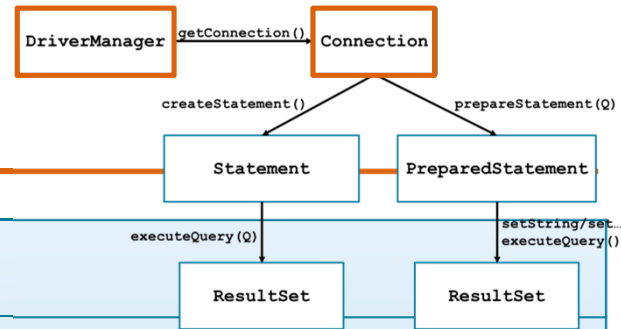 DriverManager
getConnection()
Connection
createStatement()
prepareStatement(Q)
Statement
PreparedStatement
executeQuery(Q)
setString/set…
executeQuery()
ResultSet
ResultSet